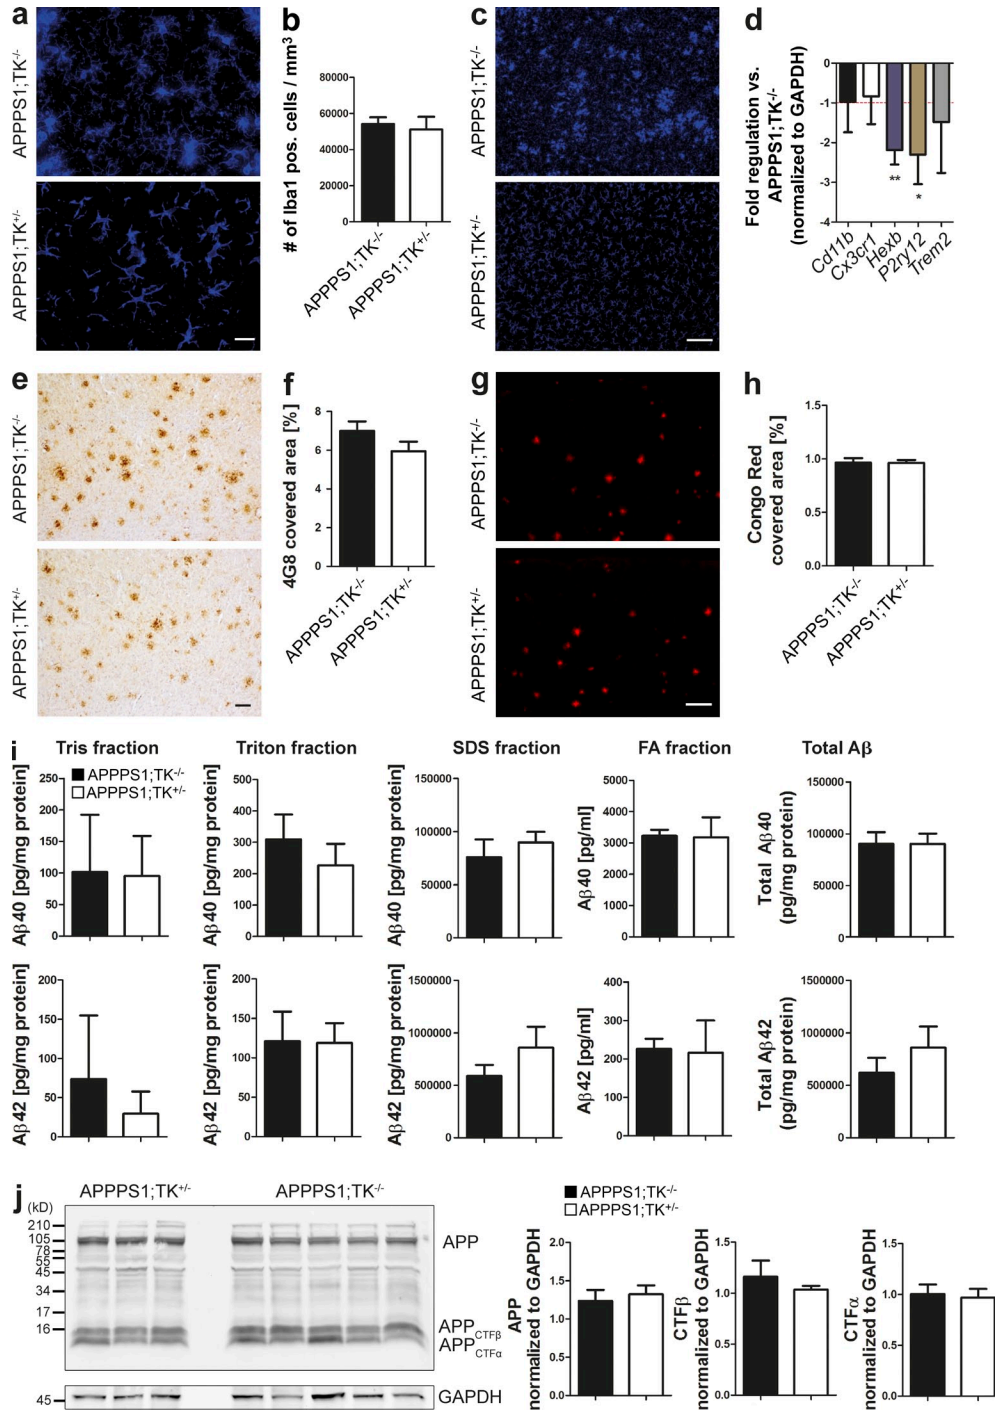 a
APPPS1;TK-/-
APPPS1;TK+/-
b
# of Iba1 pos. cells / mm3
80000
60000
40000
20000
0
APPPS1;TK-/-
APPPS1;TK+/-
c
APPPS1;TK-/-
APPPS1;TK+/-
d
Fold regulation vs.
APPPS1;TK-/-
(normalized to GAPDH)
0
-1
-2
-3
-4
**
*
Cd11b
Cx3cr1
Hexb
P2ry12
Trem2
e
APPPS1;TK-/-
APPPS1;TK+/-
f
4G8 covered area [%]
8
6
4
2
0
APPPS1;TK-/-
APPPS1;TK+/-
g
APPPS1;TK-/-
APPPS1;TK+/-
h
Congo Red
covered area [%]
1.5
1.0
0.5
0.0
APPPS1;TK-/-
APPPS1;TK+/-
i
Tris fraction
Triton fraction
SDS fraction
FA fraction
Total Aβ
APPPS1;TK-/-
APPPS1;TK+/-
Aβ40 [pg/mg protein]
250
200
150
100
50
0
Aβ40 [pg/mg protein]
500
400
300
200
100
0
Aβ40 [pg/mg protein]
150000
100000
50000
0
Aβ40 [pg/ml]
5000
4000
3000
2000
1000
0
Total Aβ40
(pg/mg protein)
150000
100000
50000
0
Aβ42 [pg/mg protein]
200
150
100
50
0
Aβ42 [pg/mg protein]
200
150
100
50
0
Aβ42 [pg/mg protein]
1500000
1000000
500000
0
Aβ42 [pg/ml]
400
300
200
100
0
Total Aβ42
(pg/mg protein)
1500000
1000000
500000
0
j
APPPS1;TK+/-
APPPS1;TK-/-
(kD)
210
105
78
55
45
34
17
16
45
APP
APPCTFβ
APPCTFα
GAPDH
APPPS1;TK-/-
APPPS1;TK+/-
APP
normalized to GAPDH
2.0
1.5
1.0
0.5
0.0
CTFβ
normalized to GAPDH
1.5
1.0
0.5
0.0
CTFα
normalized to GAPDH
1.5
1.0
0.5
0.0